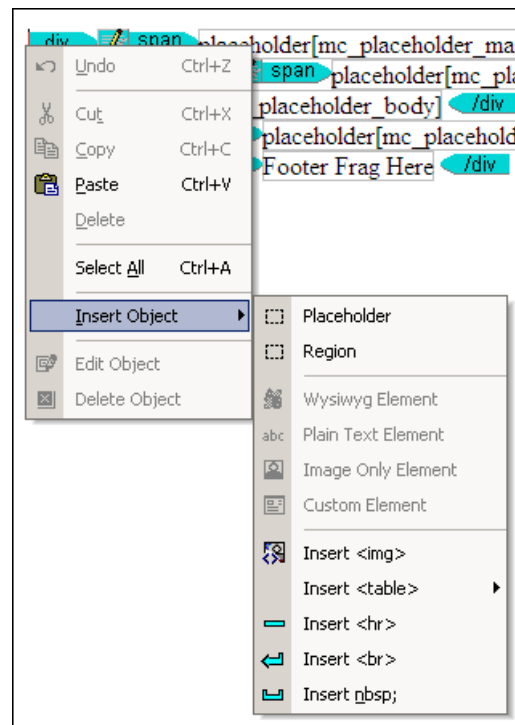 div span placeholder[mc_placeholder_ma
span placeholder[mc_pla
_placeholder_body] /div
placeholder[mc_placehold
Footer Frag Here /div
Undo Ctrl+Z
Cut Ctrl+X
Copy Ctrl+C
Paste Ctrl+V
Delete
Select All Ctrl+A
Insert Object
Edit Object
Delete Object
Placeholder
Region
Wysiwyg Element
abc Plain Text Element
Image Only Element
Custom Element
Insert <img>
Insert <table>
Insert <hr>
Insert <br>
Insert nbsp;